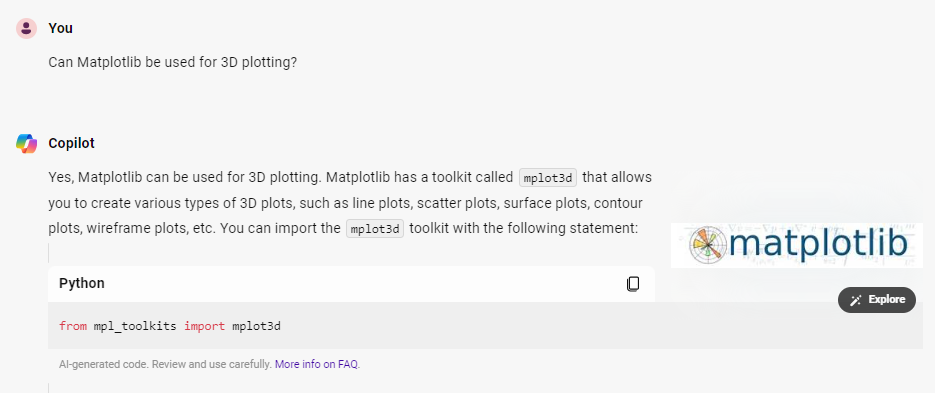 You
Can Matplotlib be used for 3D plotting?
Copilot
Yes, Matplotlib can be used for 3D plotting. Matplotlib has a toolkit called mplot3d that allows
you to create various types of 3D plots, such as line plots, scatter plots, surface plots, contour
plots, wireframe plots, etc. You can import the mplot3d toolkit with the following statement:
matplotlib
Python
Explore
from mpl_toolkits import mplot3d
AI-generated code. Review and use carefully. More info on FAQ.